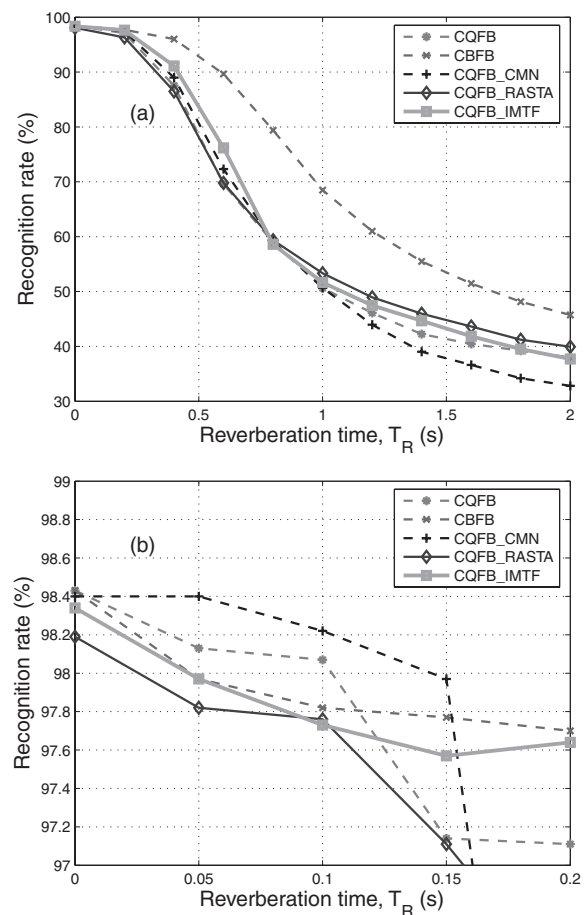 100
90
80
70
60
50
40
30
Recognition rate (%)
(a)
CQFB
CBFB
CQFB_CMN
CQFB_RASTA
CQFB_IMTF
0 0.5 1 1.5 2
Reverberation time, T_R (s)
99
98.8
98.6
98.4
98.2
98
97.8
97.6
97.4
97.2
97
Recognition rate (%)
(b)
CQFB
CBFB
CQFB_CMN
CQFB_RASTA
CQFB_IMTF
0 0.05 0.1 0.15 0.2
Reverberation time, T_R (s)